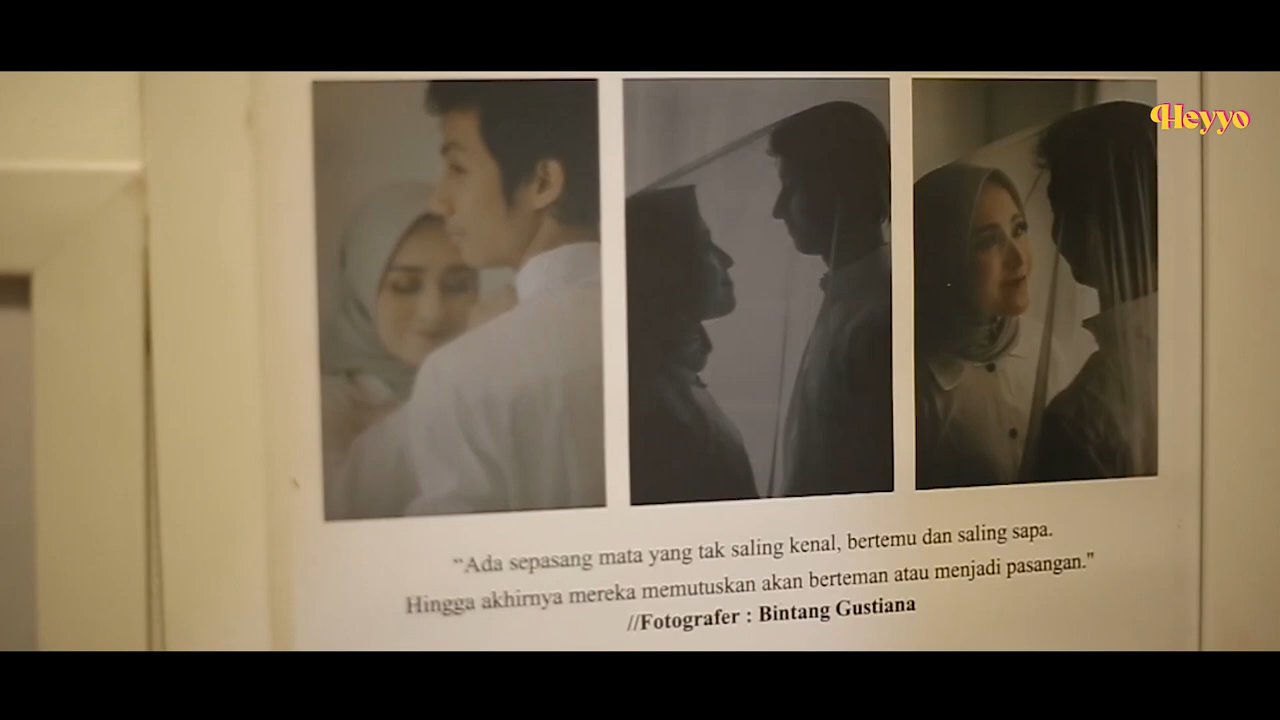 Heyyo
"Ada sepasang mata yang tak saling kenal, bertemu dan saling sapa.
Hingga akhirnya mereka memutuskan akan berteman atau menjadi pasangan."
//Fotografer : Bintang Gustiana